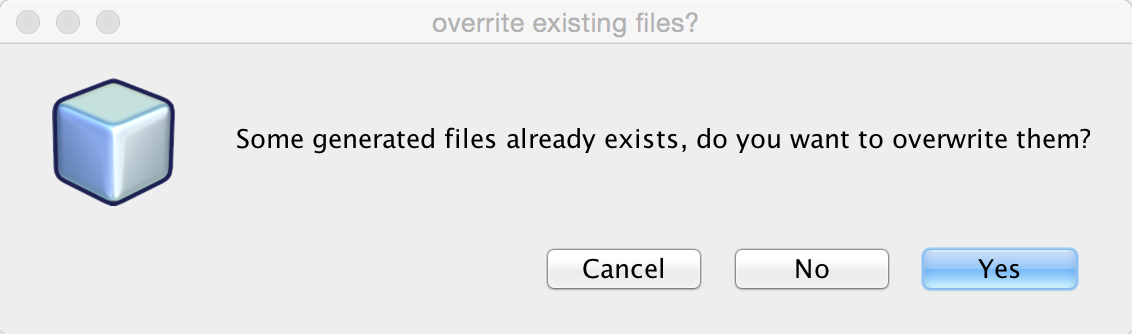 overrite existing files?
Some generated files already exists, do you want to overwrite them?
Cancel No Yes